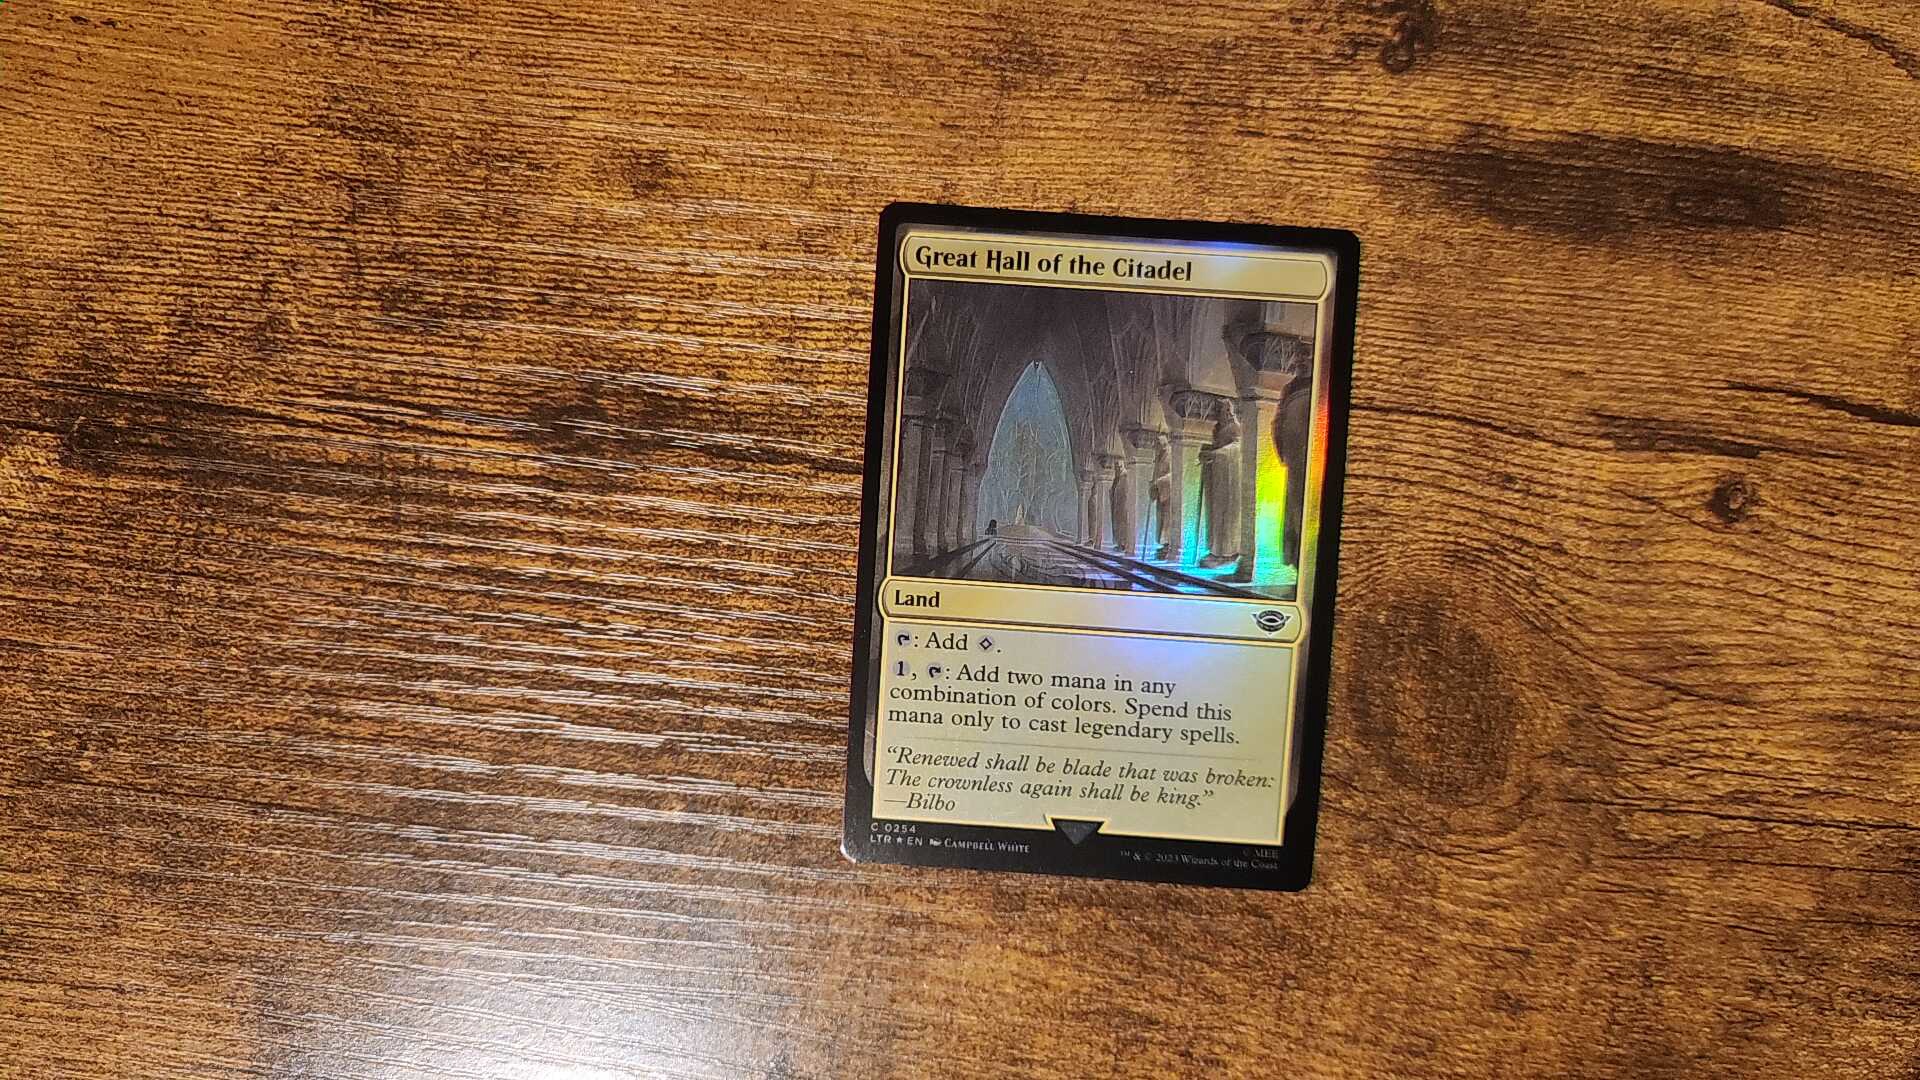 Great Hall of the Citadel
Land
: Add .
1, : Add two mana in any
combination of colors. Spend this
mana only to cast legendary spells.
“Renewed shall be blade that was broken:
The crownless again shall be king.”
—Bilbo
C 0254
LTR ★ EN Campbell White
© MEE
™ & © 2023 Wizards of the Coast